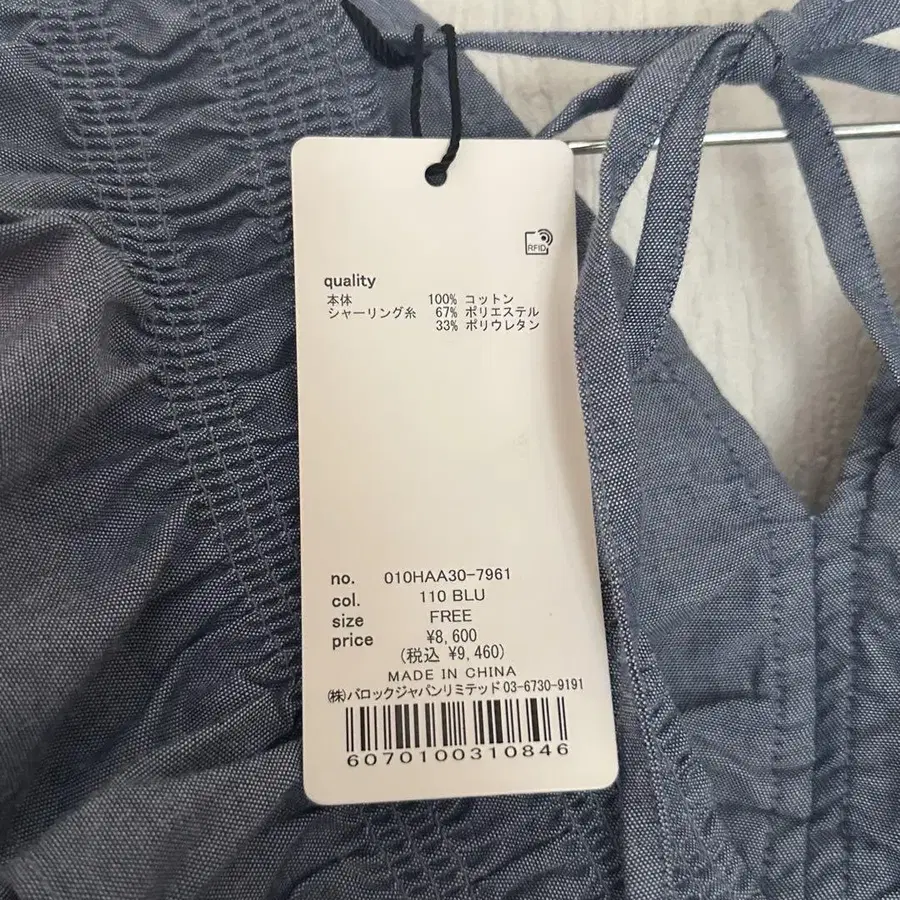 RFID
quality
本体 100% コットン
シャーリング糸 67% ポリエステル
33% ポリウレタン
no. 010HAA30-7961
col. 110 BLU
size FREE
price ¥8,600
(税込 ¥9,460)
MADE IN CHINA
㈱バロックジャパンリミテッド 03-6730-9191
6070100310846